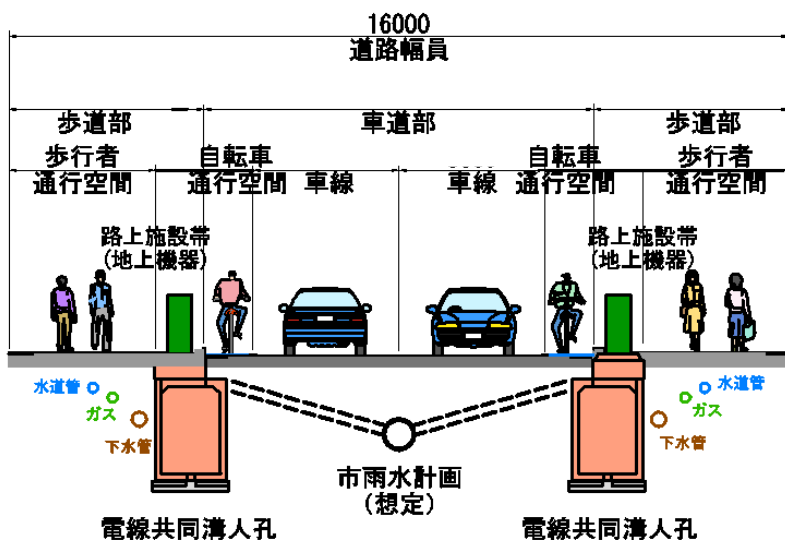 16000
道路幅員
歩道部
車道部
歩道部
歩行者
通行空間
自転車
通行空間
車線
車線
自転車
通行空間
歩行者
通行空間
路上施設帯
(地上機器)
路上施設帯
(地上機器)
水道管
ガス
下水管
水道管
ガス
下水管
市雨水計画
(想定)
電線共同溝人孔
電線共同溝人孔